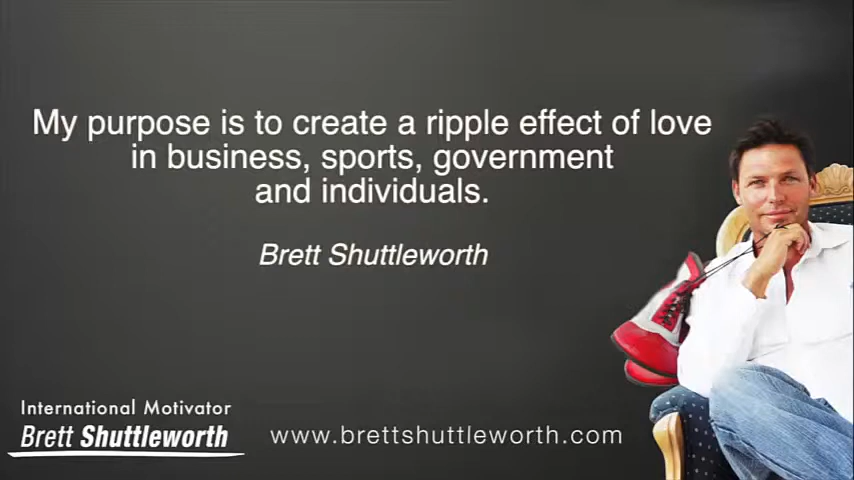 My purpose is to create a ripple effect of love
in business, sports, government
and individuals.
Brett Shuttleworth
International Motivator
Brett Shuttleworth
www.brettshuttleworth.com